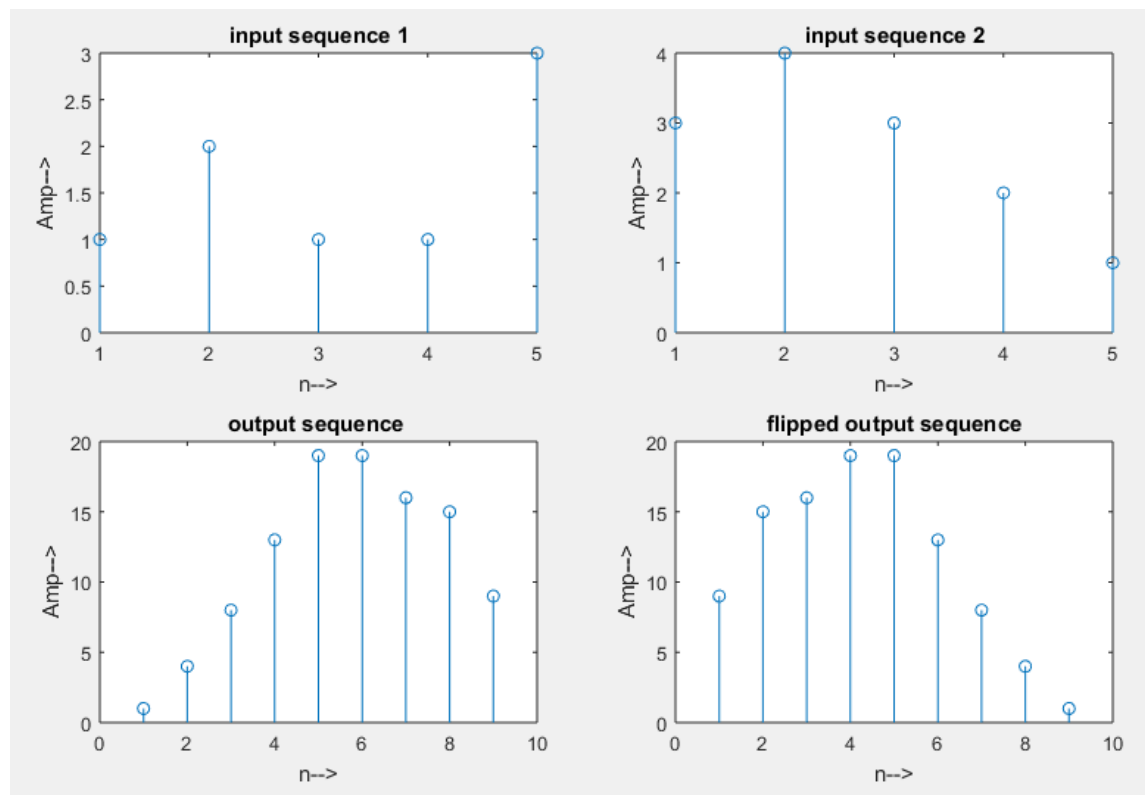 input sequence 1
3
2.5
2
1.5
1
0.5
0
Amp-->
1 2 3 4 5
n-->
input sequence 2
4
3
2
1
0
Amp-->
1 2 3 4 5
n-->
output sequence
20
15
10
5
0
Amp-->
0 2 4 6 8 10
n-->
flipped output sequence
20
15
10
5
0
Amp-->
0 2 4 6 8 10
n-->